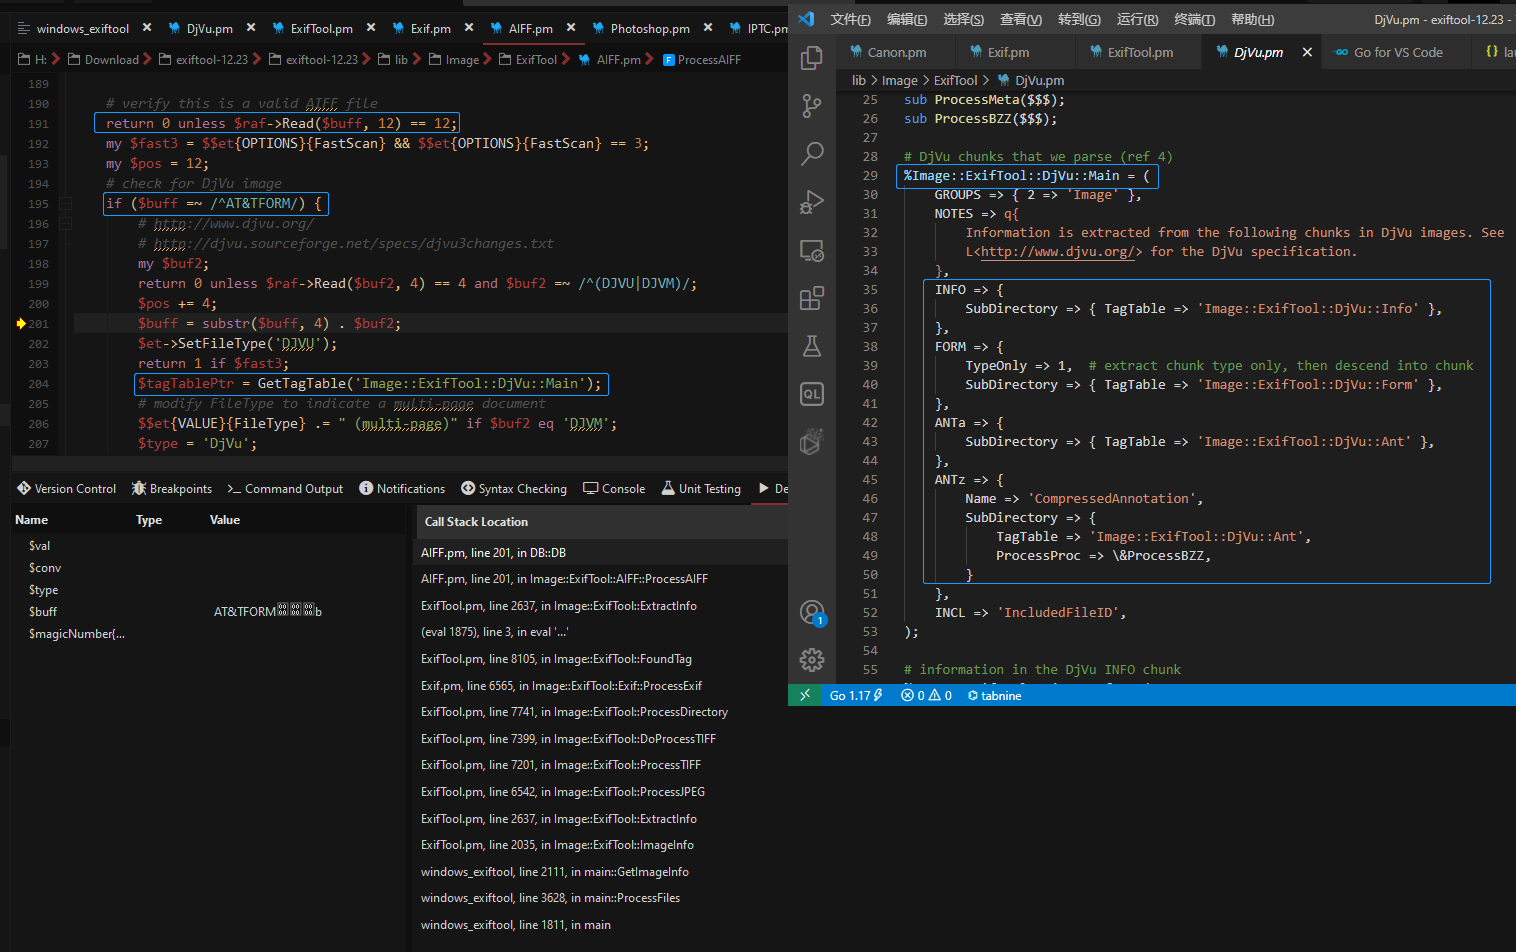 windows_exiftool
DjVu.pm
ExifTool.pm
Exif.pm
AIFF.pm
Photoshop.pm
IPTC.pm
H:
Download
exiftool-12.23
exiftool-12.23
lib
Image
ExifTool
AIFF.pm
ProcessAIFF
189
190 # verify this is a valid AIFF file
191 return 0 unless $raf->Read($buff, 12) == 12;
192 my $fast3 = $$et{OPTIONS}{FastScan} && $$et{OPTIONS}{FastScan} == 3;
193 my $pos = 12;
194 # check for DjVu image
195 if ($buff =~ /^AT&TFORM/) {
196 # http://www.djvu.org/
197 # http://djvu.sourceforge.net/specs/djvu3changes.txt
198 my $buf2;
199 return 0 unless $raf->Read($buf2, 4) == 4 and $buf2 =~ /^(DJVU|DJVM)/;
200 $pos += 4;
201 $buff = substr($buff, 4) . $buf2;
202 $et->SetFileType('DJVU');
203 return 1 if $fast3;
204 $tagTablePtr = GetTagTable('Image::ExifTool::DjVu::Main');
205 # modify FileType to indicate a multi-page document
206 $$et{VALUE}{FileType} .= " (multi-page)" if $buf2 eq 'DJVM';
207 $type = 'DjVu';
Version Control
Breakpoints
Command Output
Notifications
Syntax Checking
Console
Unit Testing
De
Name Type Value
$val
$conv
$type
$buff AT&TFORM b
$magicNumber{...
Call Stack Location
AIFF.pm, line 201, in DB::DB
AIFF.pm, line 201, in Image::ExifTool::AIFF::ProcessAIFF
ExifTool.pm, line 2637, in Image::ExifTool::ExtractInfo
(eval 1875), line 3, in eval '...'
ExifTool.pm, line 8105, in Image::ExifTool::FoundTag
Exif.pm, line 6565, in Image::ExifTool::Exif::ProcessExif
ExifTool.pm, line 7741, in Image::ExifTool::ProcessDirectory
ExifTool.pm, line 7399, in Image::ExifTool::DoProcessTIFF
ExifTool.pm, line 7201, in Image::ExifTool::ProcessTIFF
ExifTool.pm, line 6542, in Image::ExifTool::ProcessJPEG
ExifTool.pm, line 2637, in Image::ExifTool::ExtractInfo
ExifTool.pm, line 2035, in Image::ExifTool::ImageInfo
windows_exiftool, line 2111, in main::GetImageInfo
windows_exiftool, line 3628, in main::ProcessFiles
windows_exiftool, line 1811, in main
文件(F) 编辑(E) 选择(S) 查看(V) 转到(G) 运行(R) 终端(T) 帮助(H)
DjVu.pm - exiftool-12.23 -
Canon.pm
Exif.pm
ExifTool.pm
DjVu.pm
Go for VS Code
lau
lib > Image > ExifTool > DjVu.pm
25 sub ProcessMeta($$$);
26 sub ProcessBZZ($$$);
27
28 # DjVu chunks that we parse (ref 4)
29 %Image::ExifTool::DjVu::Main = (
30 GROUPS => { 2 => 'Image' },
31 NOTES => q{
32 Information is extracted from the following chunks in DjVu images. See
33 L<http://www.djvu.org/> for the DjVu specification.
34 },
35 INFO => {
36 SubDirectory => { TagTable => 'Image::ExifTool::DjVu::Info' },
37 },
38 FORM => {
39 TypeOnly => 1, # extract chunk type only, then descend into chunk
40 SubDirectory => { TagTable => 'Image::ExifTool::DjVu::Form' },
41 },
42 ANTa => {
43 SubDirectory => { TagTable => 'Image::ExifTool::DjVu::Ant' },
44 },
45 ANTz => {
46 Name => 'CompressedAnnotation',
47 SubDirectory => {
48 TagTable => 'Image::ExifTool::DjVu::Ant',
49 ProcessProc => \&ProcessBZZ,
50 }
51 },
52 INCL => 'IncludedFileID',
53 );
54
55 # information in the DjVu INFO chunk
QL
1
Go 1.17
0
0
tabnine